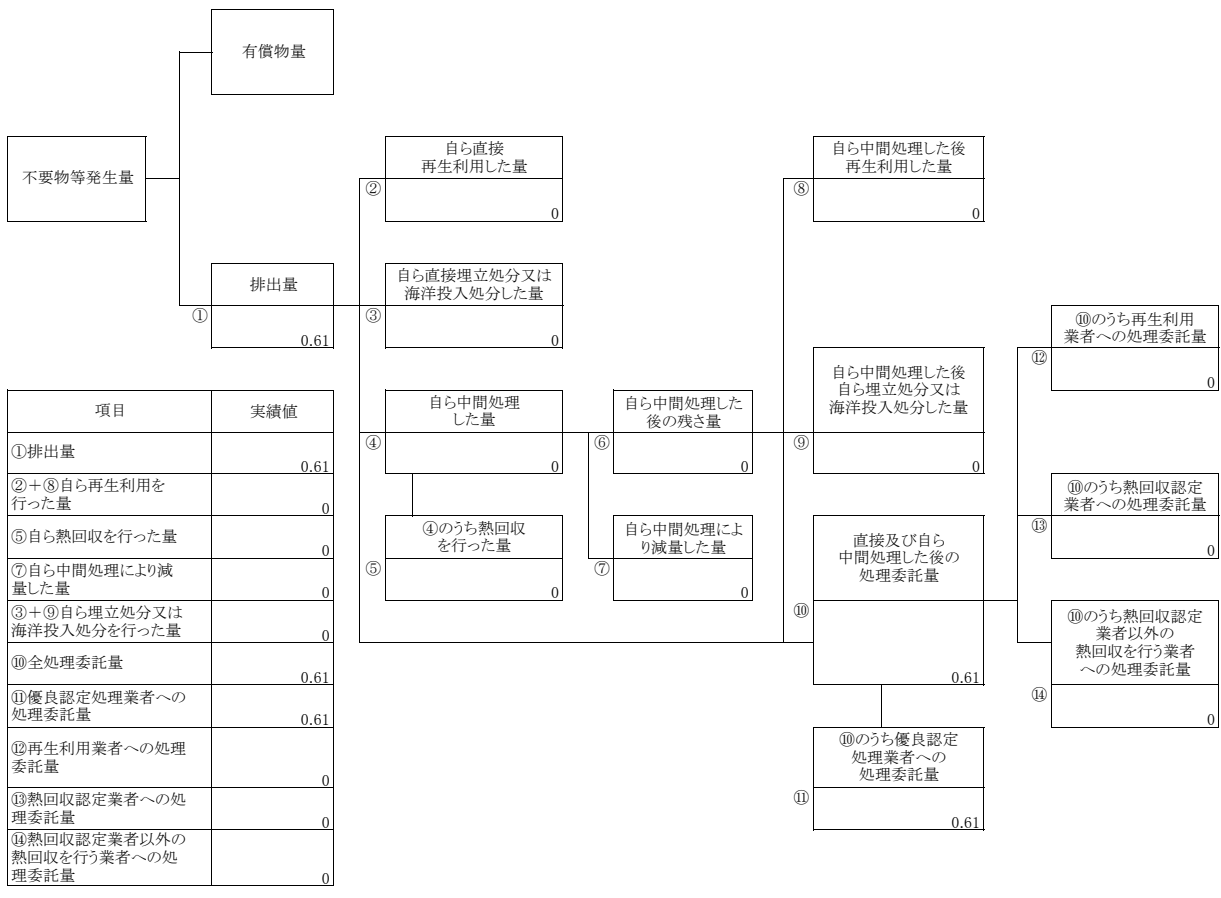 有償物量
不要物等発生量
排出量
①
0.61
自ら直接
再生利用した量
②
0
自ら直接埋立処分又は
海洋投入処分した量
③
0
自ら中間処理
した量
④
0
④のうち熱回収
を行った量
⑤
0
自ら中間処理した
後の残さ量
⑥
0
自ら中間処理によ
り減量した量
⑦
0
自ら中間処理した後
再生利用した量
⑧
0
自ら中間処理した後
自ら埋立処分又は
海洋投入処分した量
⑨
0
直接及び自ら
中間処理した後の
処理委託量
⑩
0.61
⑩のうち優良認定
処理業者への
処理委託量
⑪
0.61
⑩のうち再生利用
業者への処理委託量
⑫
0
⑩のうち熱回収認定
業者への処理委託量
⑬
0
⑩のうち熱回収認定
業者以外の
熱回収を行う業者
への処理委託量
⑭
0
項目 実績値
①排出量
0.61
②＋⑧自ら再生利用を
行った量
0
⑤自ら熱回収を行った量
0
⑦自ら中間処理により減
量した量
0
③＋⑨自ら埋立処分又は
海洋投入処分を行った量
0
⑩全処理委託量
0.61
⑪優良認定処理業者への
処理委託量
0.61
⑫再生利用業者への処理
委託量
0
⑬熱回収認定業者への処
理委託量
0
⑭熱回収認定業者以外の
熱回収を行う業者への処
理委託量
0